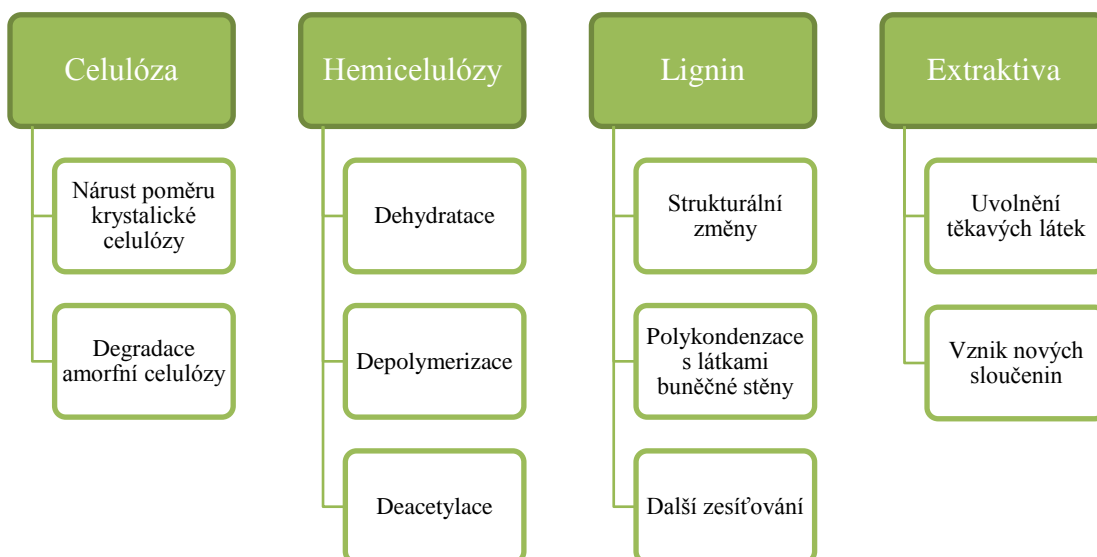 Celulóza
Nárust poměru
krystalické
celulózy
Degradace
amorfní celulózy
Hemicelulózy
Dehydratace
Depolymerizace
Deacetylace
Lignin
Strukturální
změny
Polykondenzace
s látkami
buněčné stěny
Další zesíťování
Extraktiva
Uvolnění
těkavých látek
Vznik nových
sloučenin